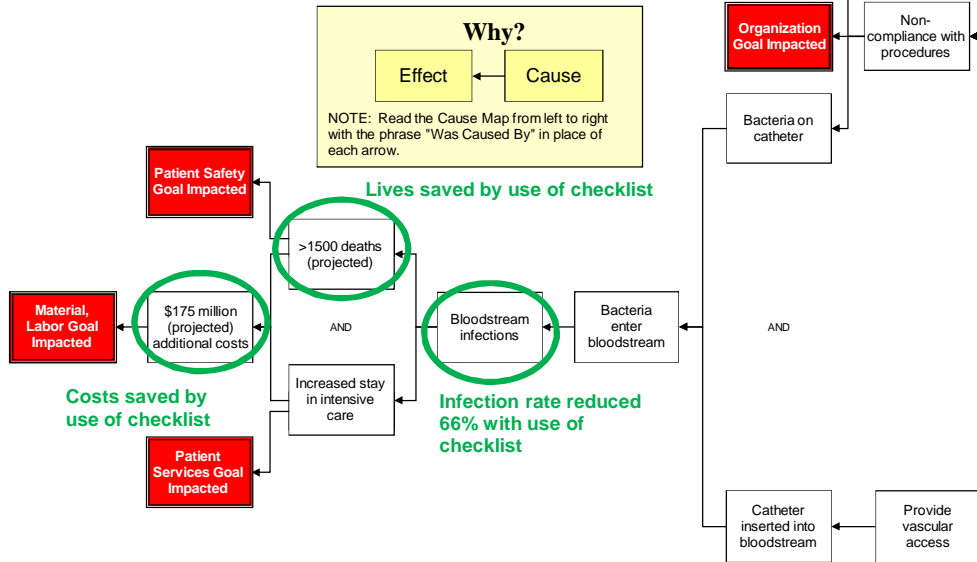 Why?
Effect
Cause
NOTE: Read the Cause Map from left to right
with the phrase "Was Caused By" in place of
each arrow.
Organization
Goal Impacted
Non-
compliance with
procedures
Bacteria on
catheter
Patient Safety
Goal Impacted
Lives saved by use of checklist
>1500 deaths
(projected)
Material,
Labor Goal
Impacted
$175 million
(projected)
additional costs
AND
Bloodstream
infections
Bacteria
enter
bloodstream
AND
Increased stay
in intensive
care
Costs saved by
use of checklist
Infection rate reduced
66% with use of
checklist
Patient
Services Goal
Impacted
Catheter
inserted into
bloodstream
Provide
vascular
access